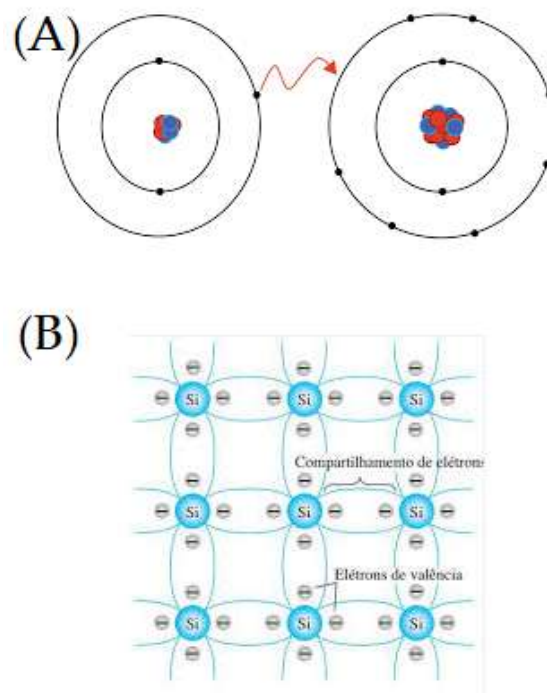 (A)
(B)
Si Si Si
Compartilhamento de elétrons
Si Si Si
Elétrons de valência
Si Si Si